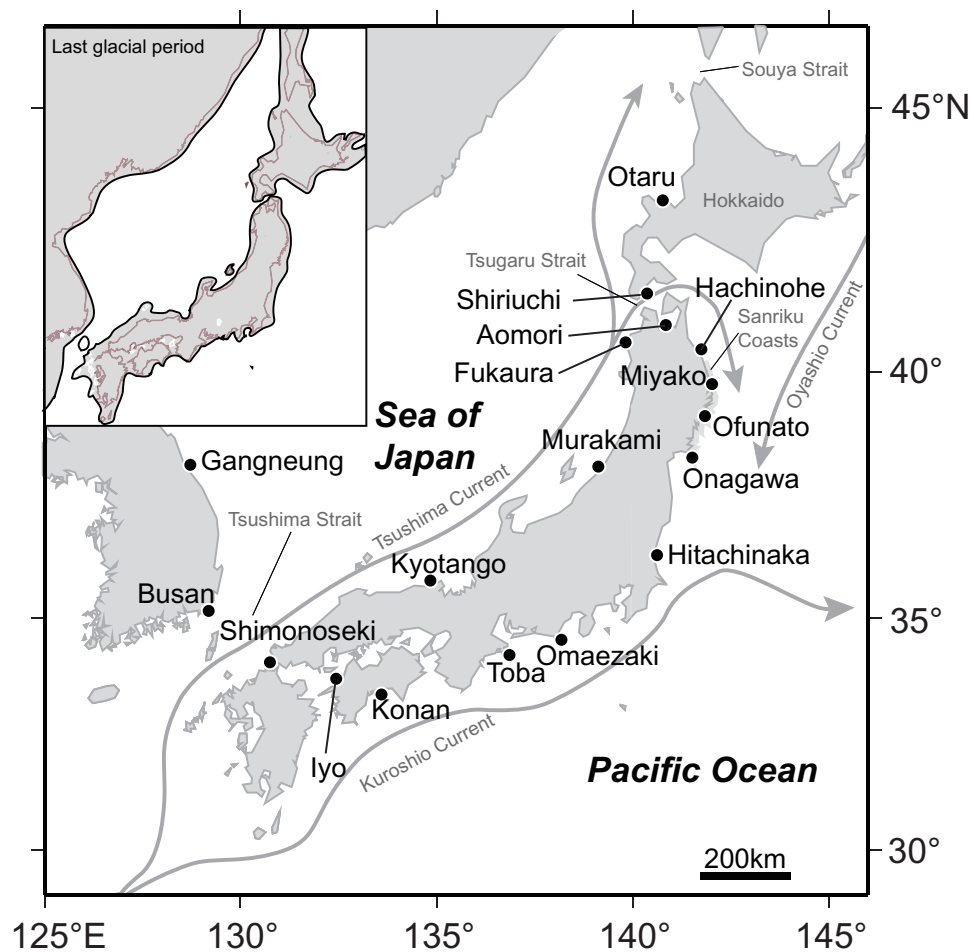 Last glacial period
Souya Strait
45°N
Otaru
Hokkaido
Tsugaru Strait
Hachinohe
Shiriuchi
Sanriku
Coasts
Aomori
Oyashio Current
Fukaura
Miyako
40°
Sea of
Japan
Ofunato
Murakami
Gangneung
Onagawa
Tsushima Current
Tsushima Strait
Kyotango
Hitachinaka
Busan
Shimonoseki
35°
Omaezaki
Toba
Konan
Kuroshio Current
Iyo
Pacific Ocean
200km
30°
125°E
130°
135°
140°
145°